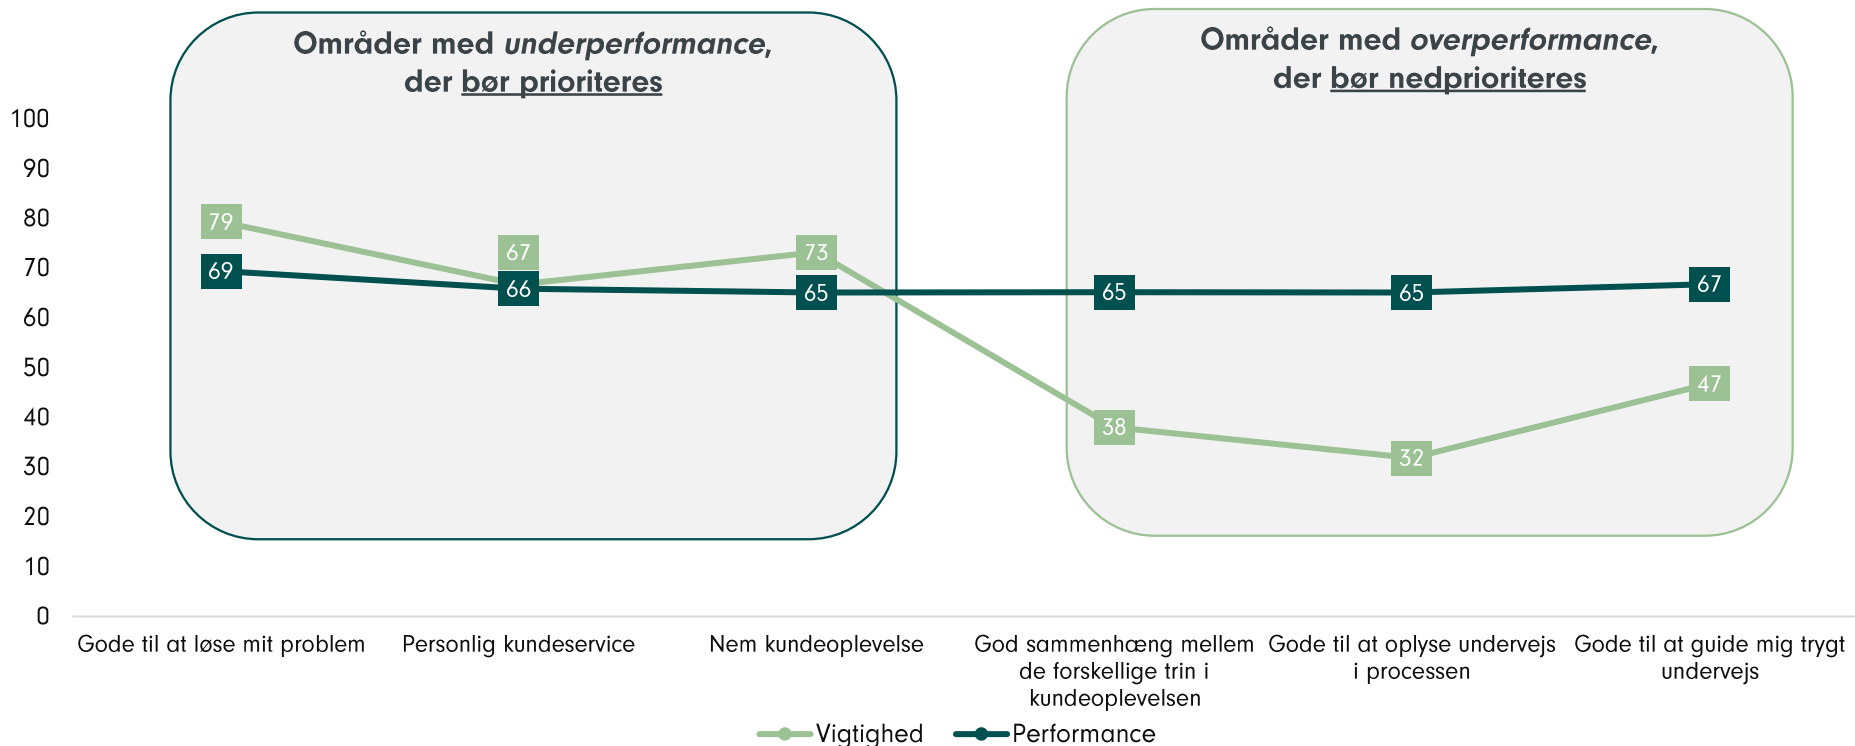 Områder med underperformance,
der bør prioriteres
Områder med overperformance,
der bør nedprioriteres
100
90
80
70
60
50
40
30
20
10
0
79
67
73
38
32
47
69
66
65
65
65
67
Gode til at løse mit problem
Personlig kundeservice
Nem kundeoplevelse
God sammenhæng mellem
de forskellige trin i
kundeoplevelsen
Gode til at oplyse undervejs
i processen
Gode til at guide mig trygt
undervejs
Vigtighed
Performance